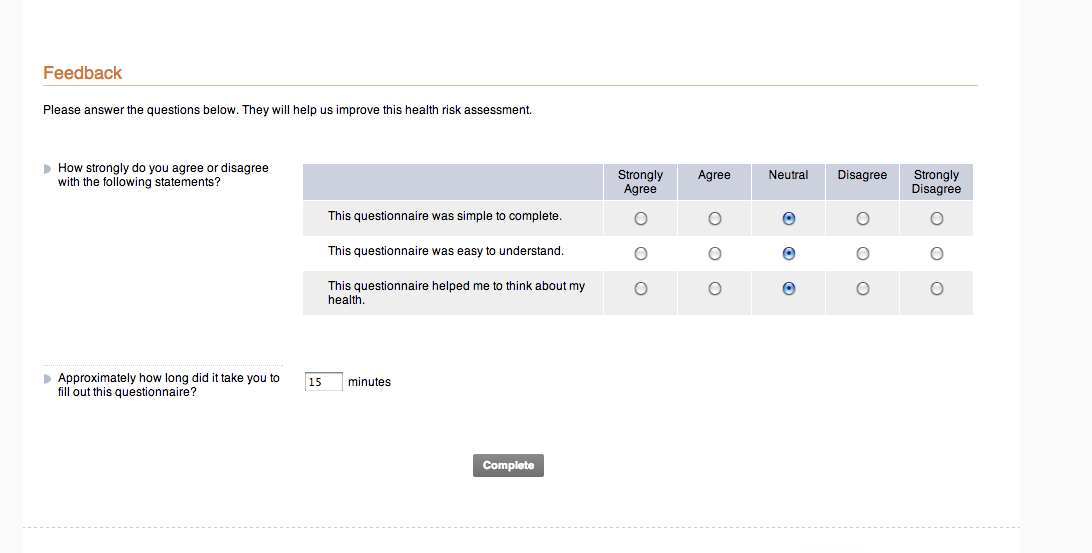 Feedback
Please answer the questions below. They will help us improve this health risk assessment.
How strongly do you agree or disagree
with the following statements?
Strongly
Agree
Agree
Neutral
Disagree
Strongly
Disagree
This questionnaire was simple to complete.
This questionnaire was easy to understand.
This questionnaire helped me to think about my
health.
Approximately how long did it take you to
fill out this questionnaire?
15 minutes
Complete